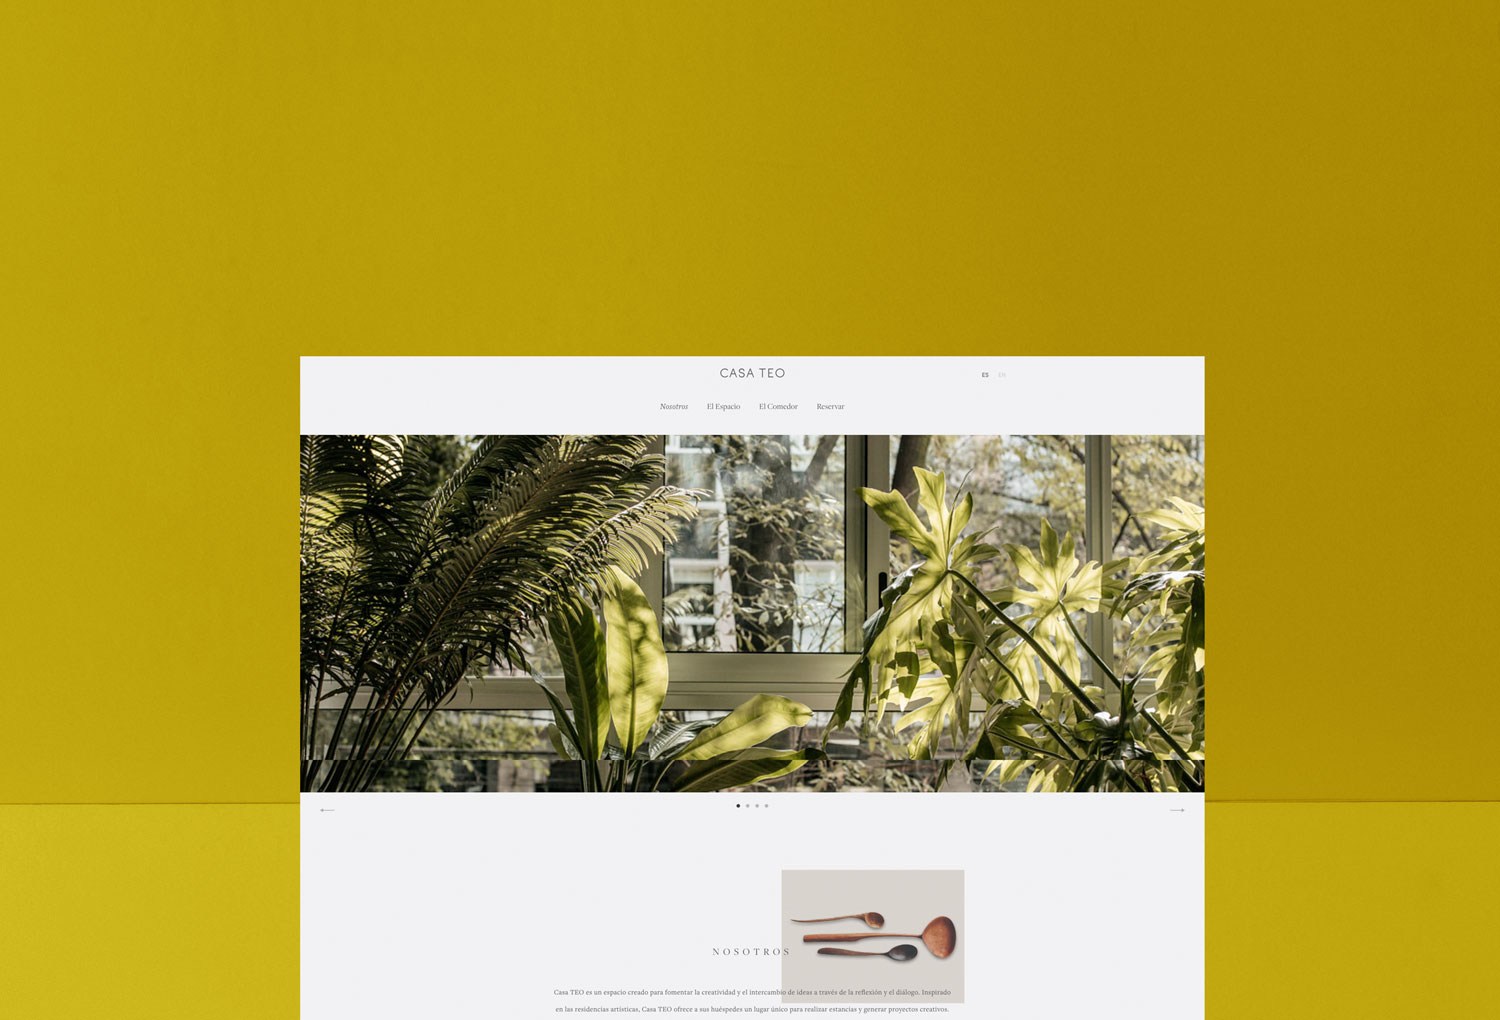 CASA TEO
ES EN
Nosotros El Espacio El Comedor Reservar
NOSOTROS
Casa TEO es un espacio creado para fomentar la creatividad y el intercambio de ideas a través de la reflexión y el diálogo. Inspirado
en las residencias artísticas, Casa TEO ofrece a sus huéspedes un lugar único para realizar estancias y generar proyectos creativos.